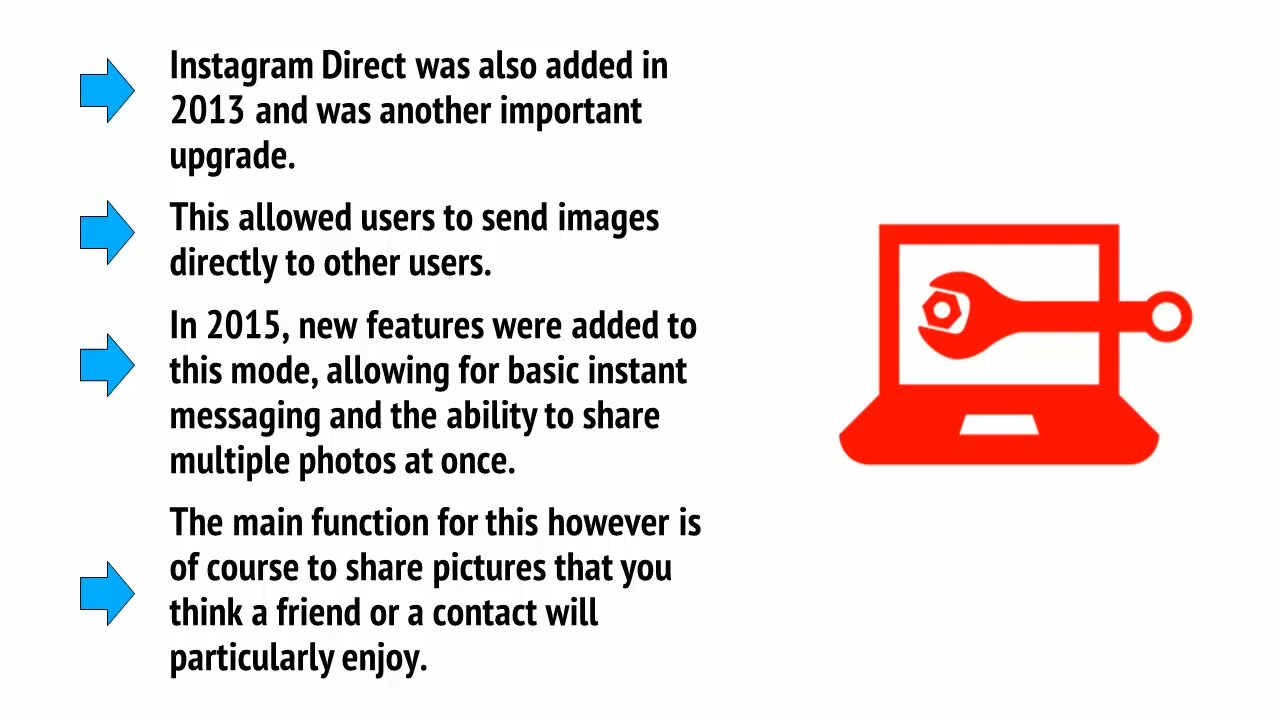 Instagram Direct was also added in
2013 and was another important
upgrade.
This allowed users to send images
directly to other users.
In 2015, new features were added to
this mode, allowing for basic instant
messaging and the ability to share
multiple photos at once.
The main function for this however is
of course to share pictures that you
think a friend or a contact will
particularly enjoy.